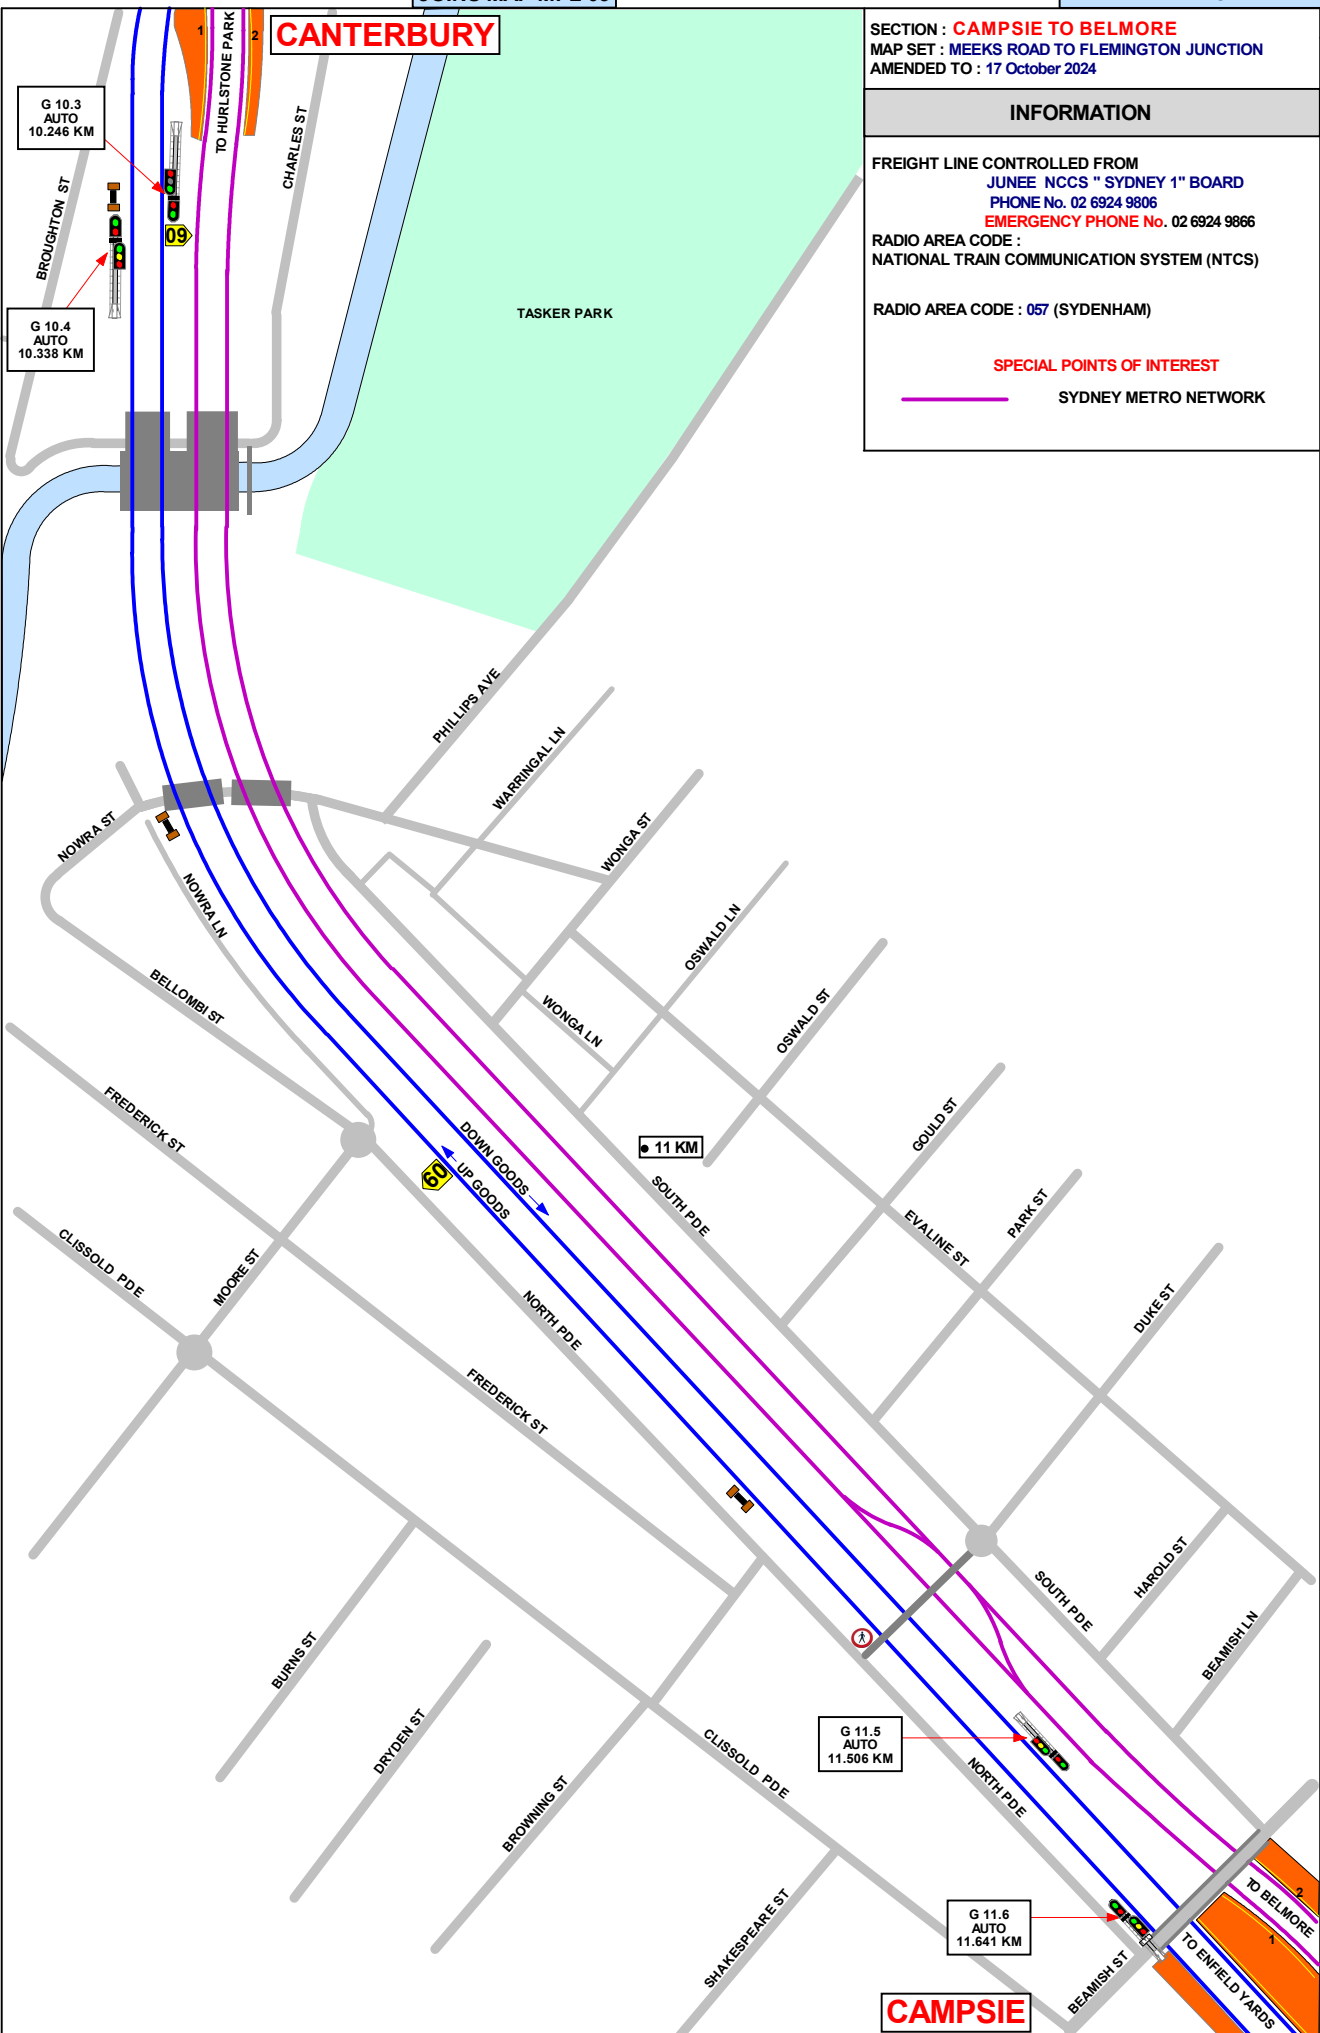 CANTERBURY
SECTION : CAMPSIE TO BELMORE
MAP SET : MEEKS ROAD TO FLEMINGTON JUNCTION
AMENDED TO : 17 October 2024
INFORMATION
FREIGHT LINE CONTROLLED FROM
JUNEE NCCS " SYDNEY 1" BOARD
PHONE No. 02 6924 9806
EMERGENCY PHONE No. 02 6924 9866
RADIO AREA CODE :
NATIONAL TRAIN COMMUNICATION SYSTEM (NTCS)
RADIO AREA CODE : 057 (SYDENHAM)
SPECIAL POINTS OF INTEREST
SYDNEY METRO NETWORK
1
2
TO HURLSTONE PARK
G 10.3
AUTO
10.246 KM
CHARLES ST
BROUGHTON ST
60
G 10.4
AUTO
10.338 KM
TASKER PARK
PHILLIPS AVE
WARRINGAL LN
WONGA ST
NOWRA ST
NOWRA LN
OSWALD LN
BELLOMBI ST
WONGA LN
OSWALD ST
FREDERICK ST
GOULD ST
DOWN GOODS
UP GOODS
60
11 KM
SOUTH PDE
PARK ST
EVALINE ST
CLISSOLD PDE
MOORE ST
DUKE ST
NORTH PDE
FREDERICK ST
HAROLD ST
SOUTH PDE
BEAMISH LN
BURNS ST
DRYDEN ST
G 11.5
AUTO
11.506 KM
CLISSOLD PDE
NORTH PDE
BROWNING ST
SHAKESPEARE ST
G 11.6
AUTO
11.641 KM
2
TO BELMORE
1
TO ENFIELD YARDS
BEAMISH ST
CAMPSIE